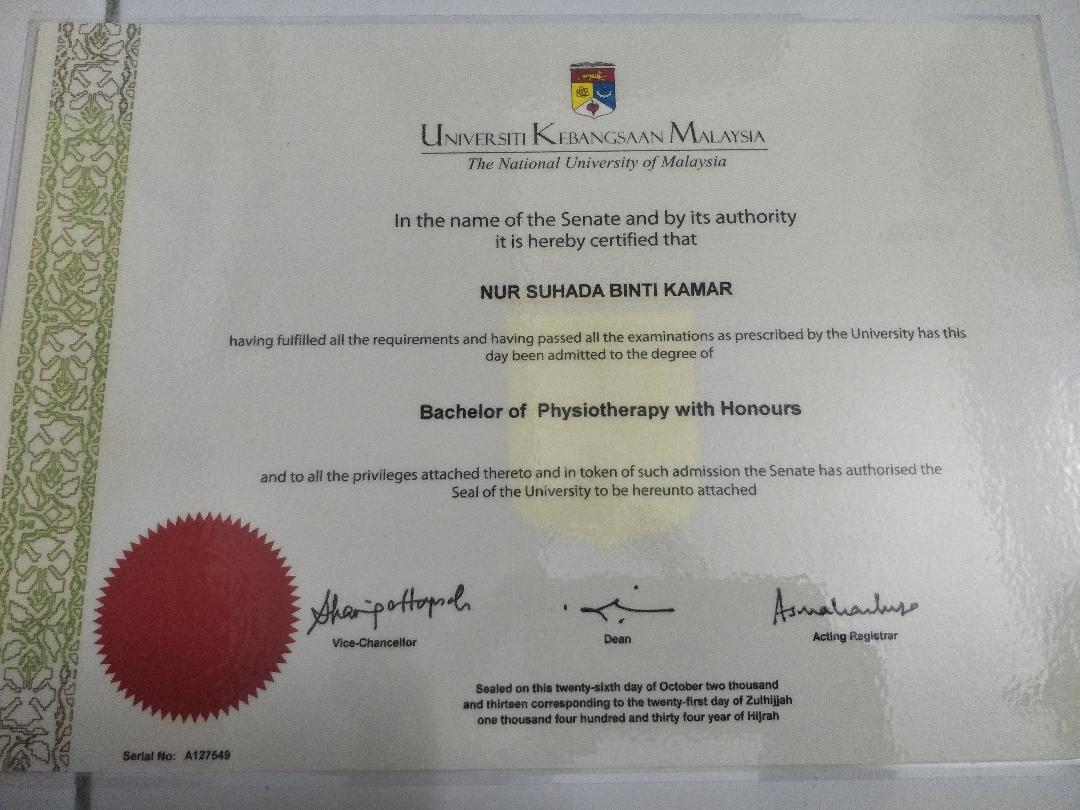 UNIVERSITI KEBANGSAAN MALAYSIA
The National University of Malaysia
In the name of the Senate and by its authority
it is hereby certified that
NUR SUHADA BINTI KAMAR
having fulfilled all the requirements and having passed all the examinations as prescribed by the University has this
day been admitted to the degree of
Bachelor of Physiotherapy with Honours
and to all the privileges attached thereto and in token of such admission the Senate has authorised the
Seal of the University to be hereunto attached
Vice-Chancellor
Dean
Acting Registrar
Sealed on this twenty-sixth day of October two thousand
and thirteen corresponding to the twenty-first day of Zulhijjah
one thousand four hundred and thirty four year of Hijrah
Serial No: A127549